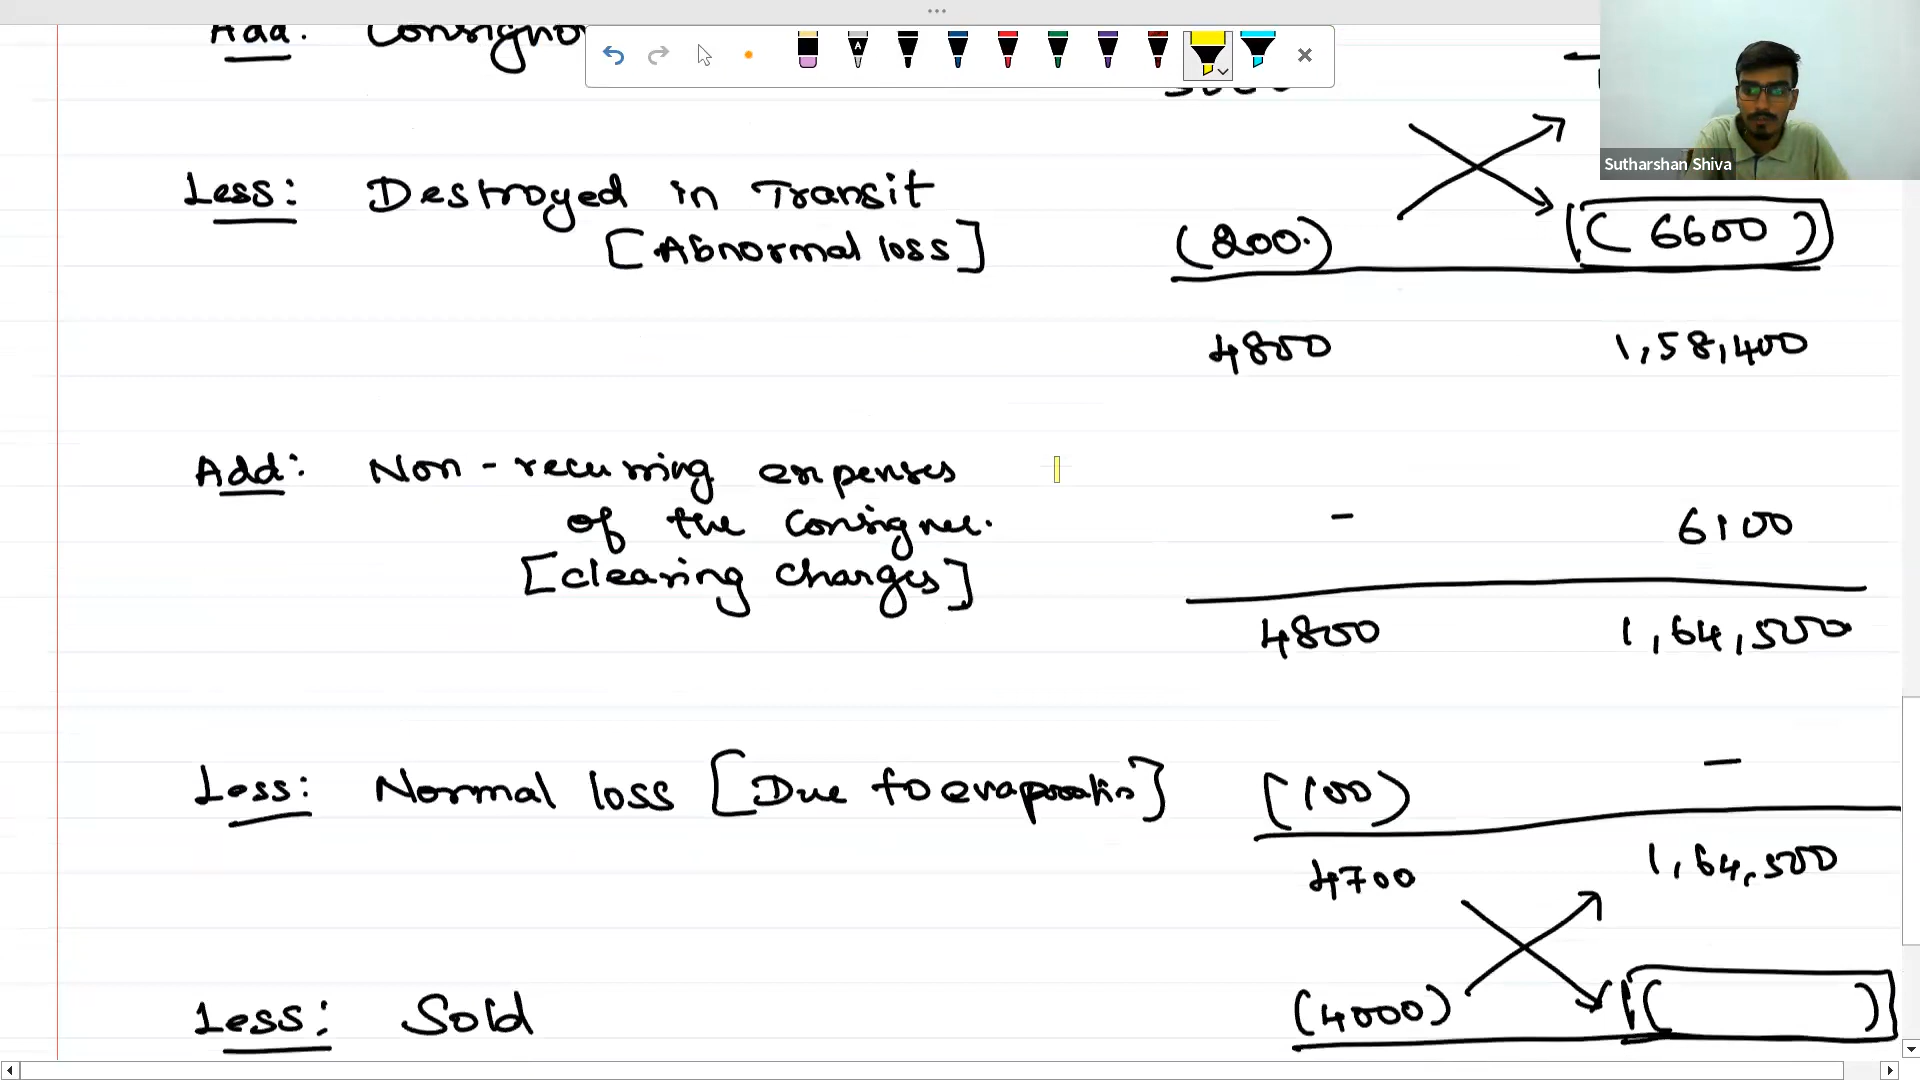 Add: Consigno
Sutharshan Shiva
Less: Destroyed in Transit
[Abnormal loss]
(200.) (6600)
4800 1,58,400
Add: Non-recurring expenses
of the Consignee.
[clearing charges]
- 6100
4800 1,64,500
Less: Normal loss [Due to evaporation] (100) -
4700 1,64,500
Less: Sold (4000) ( )